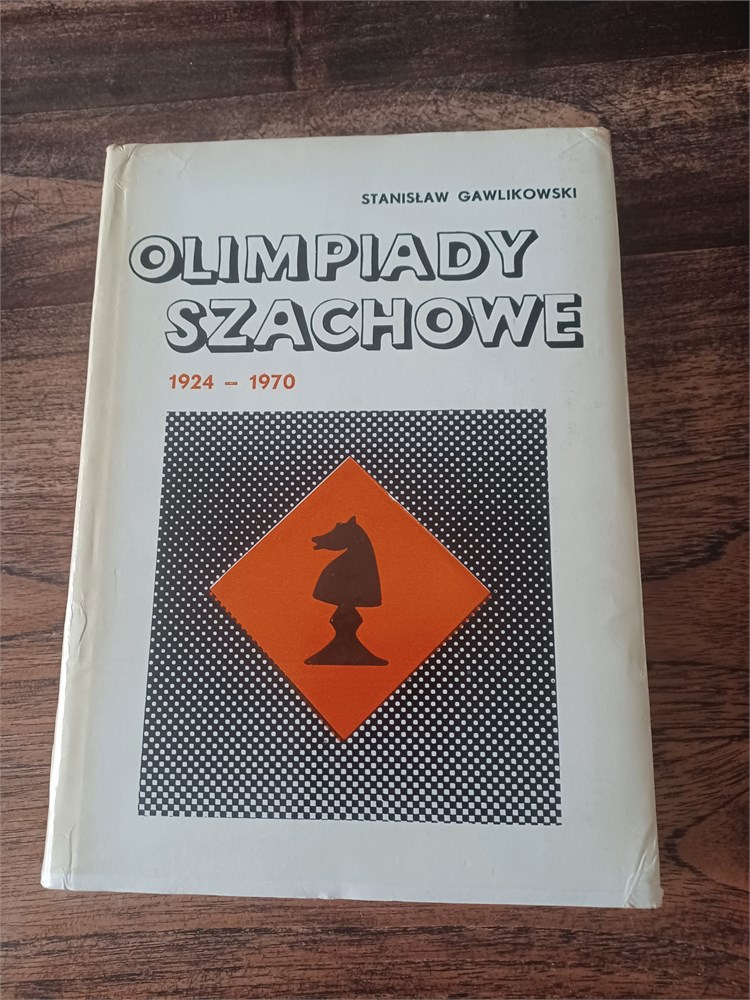 STANISŁAW GAWLIKOWSKI
OLIMPIADY
SZACHOWE
1924 – 1970